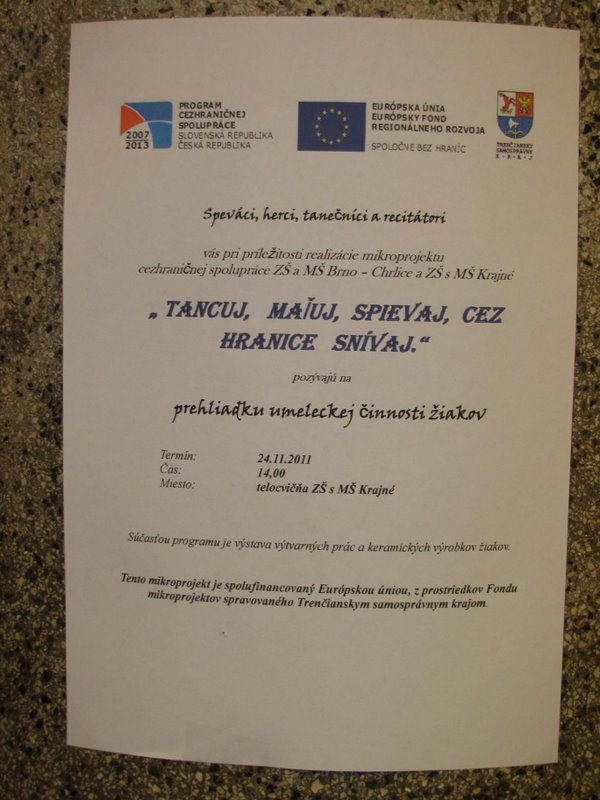 PROGRAM
CEZHRANIČNEJ
SPOLUPRÁCE
SLOVENSKÁ REPUBLIKA
ČESKÁ REPUBLIKA
2007
2013
EURÓPSKA ÚNIA
EURÓPSKY FOND
REGIONÁLNEHO ROZVOJA
SPOLOČNE BEZ HRANÍC
TRENČIANSKY
SAMOSPRÁVNY
K • R • A • J
Speváci, herci, tanečníci a recitátori
vás pri príležitosti realizácie mikroprojektu
cezhraničnej spolupráce ZŠ a MŠ Brno – Chrlice a ZŠ s MŠ Krajné
„ TANCUJ, MAĽUJ, SPIEVAJ, CEZ
HRANICE SNÍVAJ.“
pozývajú na
prehliadku umeleckej činnosti žiakov
Termín: 24.11.2011
Čas: 14,00
Miesto: telocvičňa ZŠ s MŠ Krajné
Súčasťou programu je výstava výtvarných prác a keramických výrobkov žiakov.
Tento mikroprojekt je spolufinancovaný Európskou úniou, z prostriedkov Fondu
mikroprojektov spravovaného Trenčianskym samosprávnym krajom.